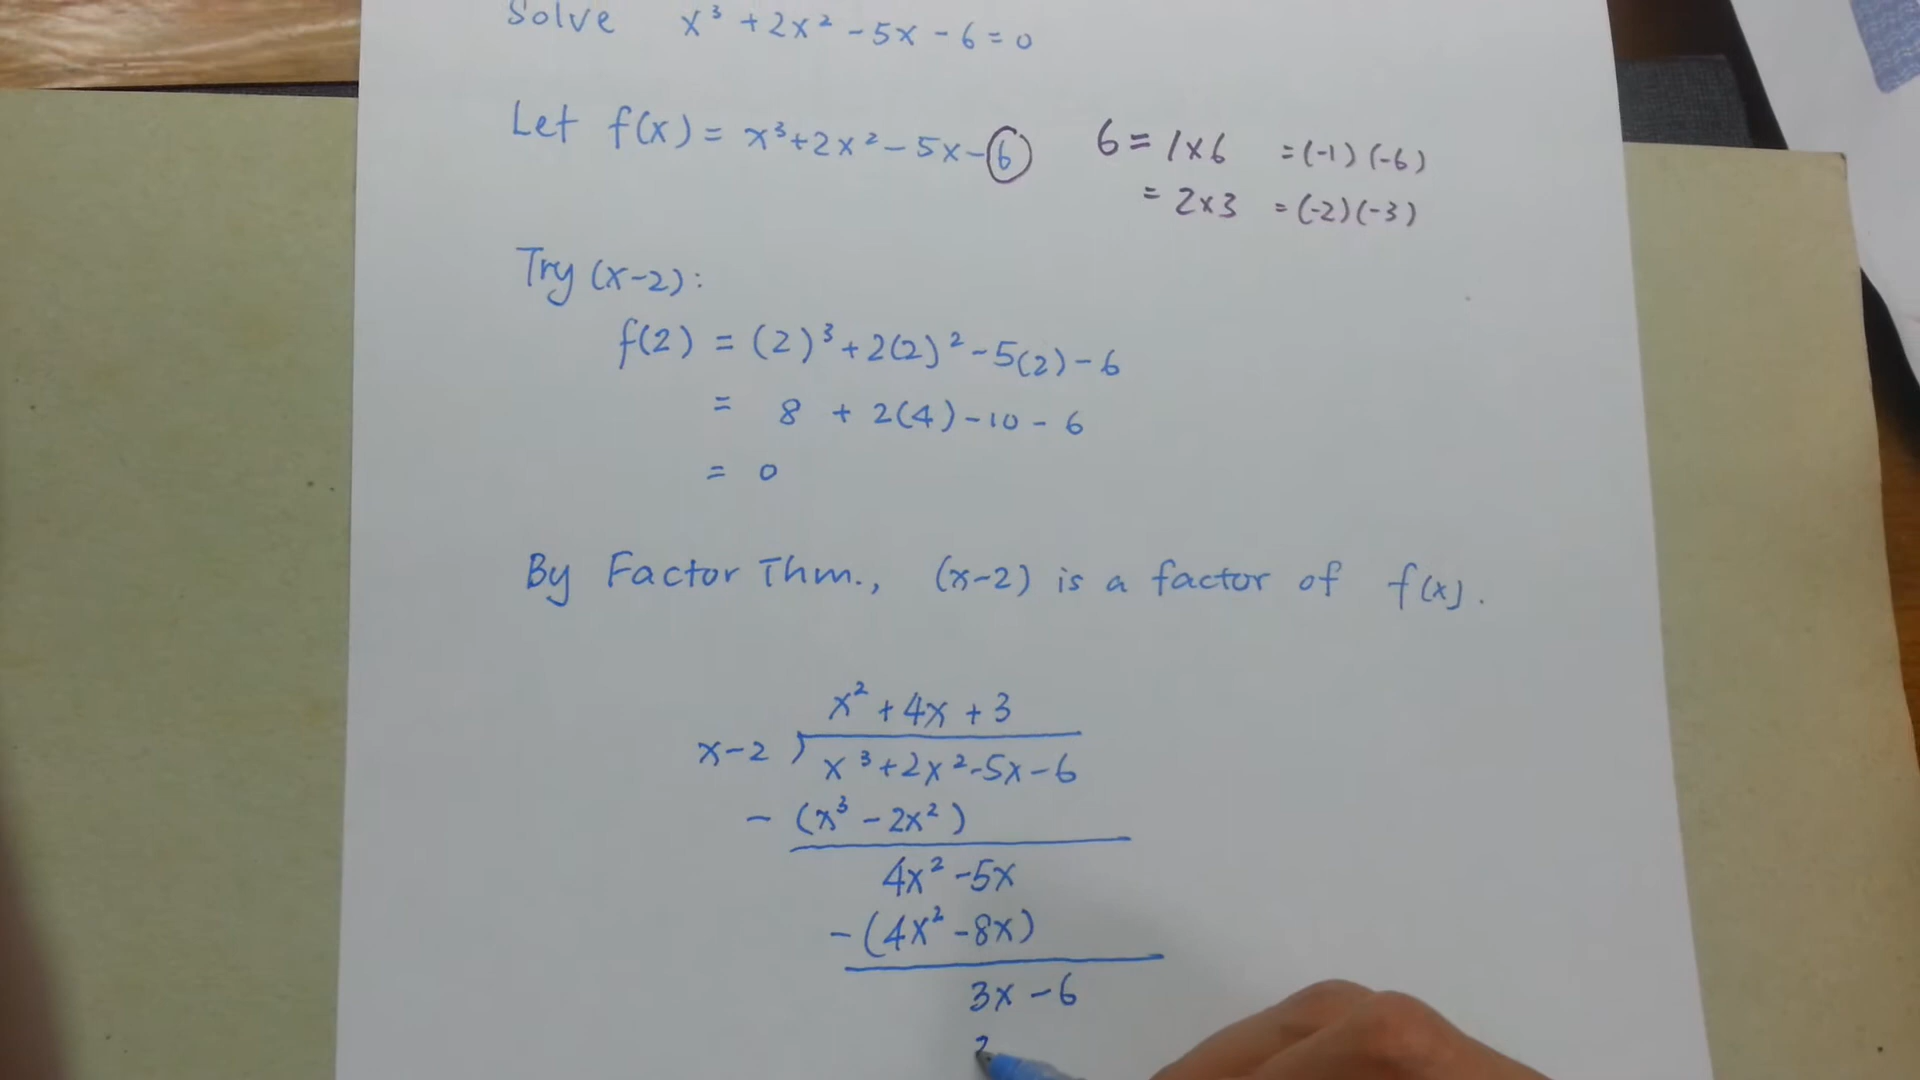 Solve x³ + 2x² - 5x - 6 = 0
Let f(x) = x³ + 2x² - 5x - 6
6 = 1 x 6 = (-1)(-6)
= 2 x 3 = (-2)(-3)
Try (x-2):
f(2) = (2)³ + 2(2)² - 5(2) - 6
= 8 + 2(4) - 10 - 6
= 0
By Factor Thm., (x-2) is a factor of f(x).
x² + 4x + 3
x-2 ) x³ + 2x² - 5x - 6
- (x³ - 2x²)
4x² - 5x
- (4x² - 8x)
3x - 6